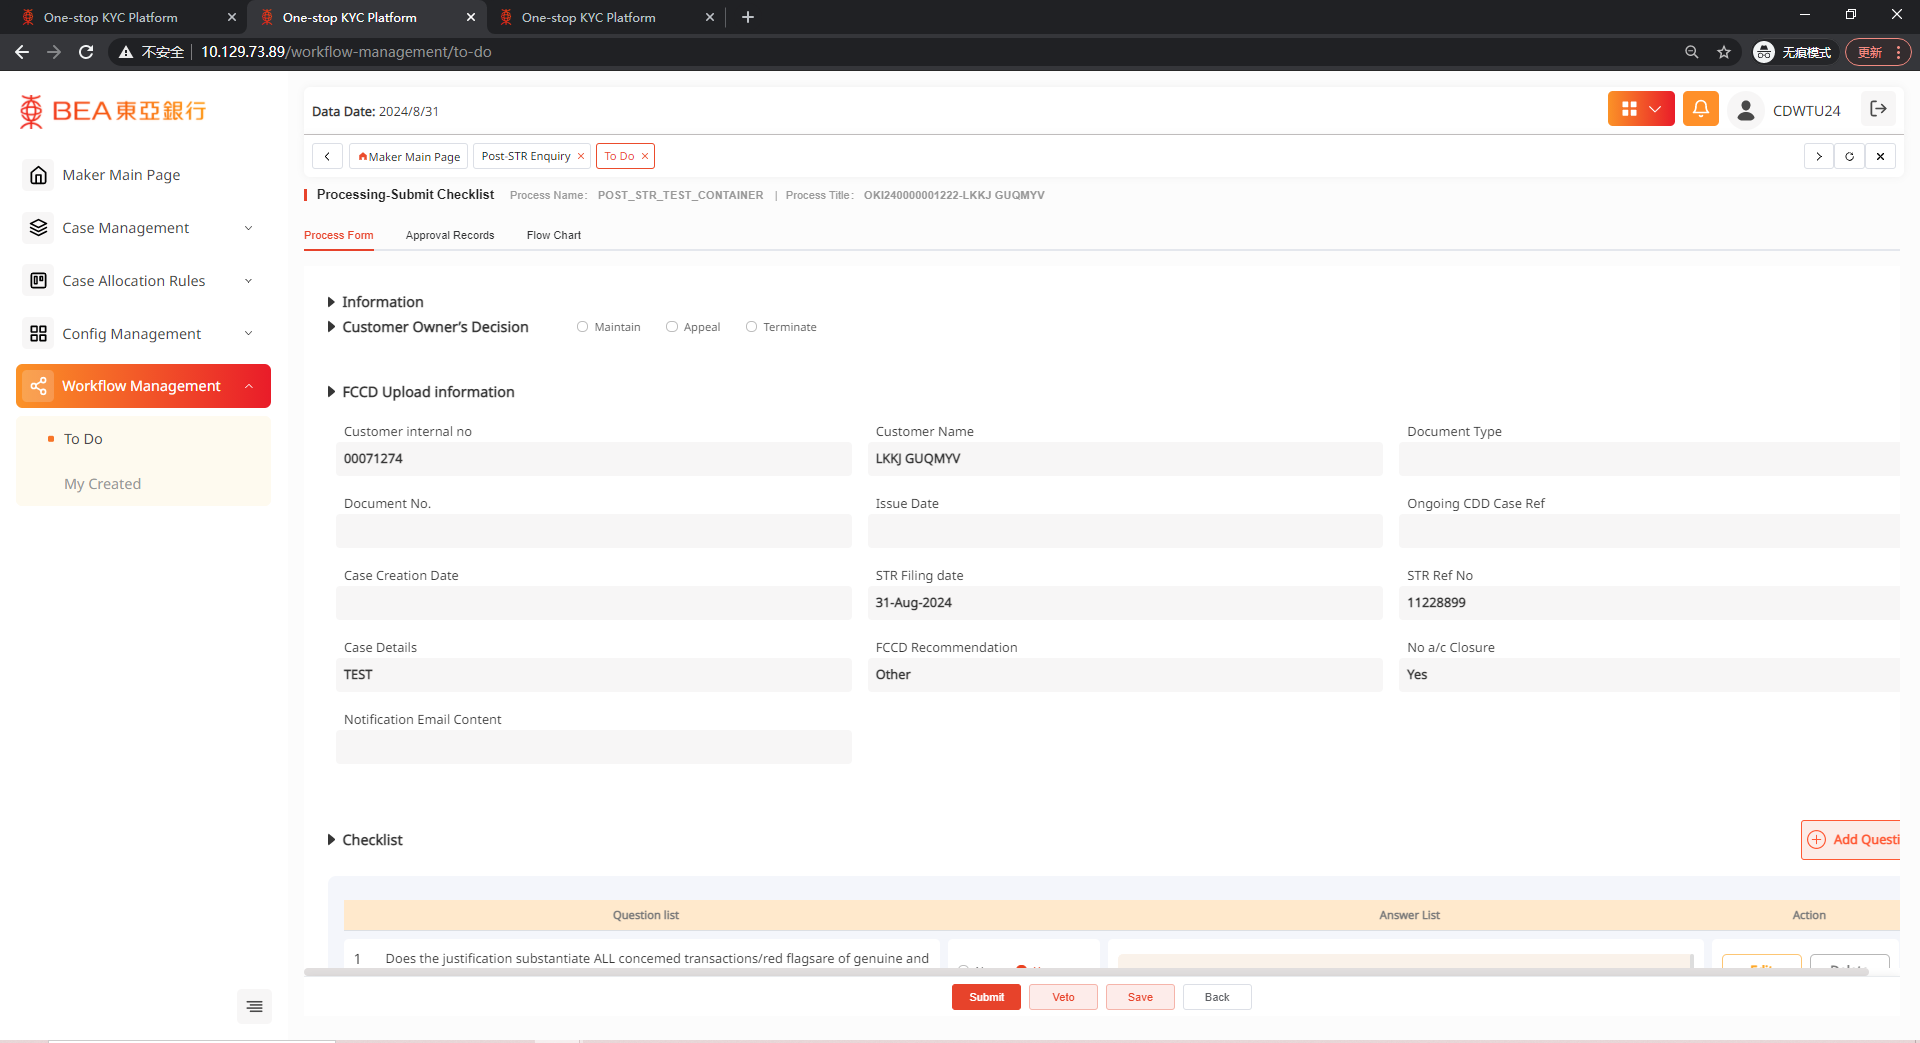 One-stop KYC Platform
One-stop KYC Platform
One-stop KYC Platform
不安全
10.129.73.89/workflow-management/to-do
无痕模式
更新
BEA東亞銀行
Data Date: 2024/8/31
CDWTU24
Maker Main Page
Post-STR Enquiry
To Do
Processing-Submit Checklist
Process Name: POST_STR_TEST_CONTAINER | Process Title: OKI240000001222-LKKJ GUQMYV
Process Form
Approval Records
Flow Chart
Maker Main Page
Case Management
Case Allocation Rules
Config Management
Workflow Management
To Do
My Created
Information
Customer Owner's Decision
Maintain
Appeal
Terminate
FCCD Upload information
Customer internal no
Customer Name
Document Type
00071274
LKKJ GUQMYV
Document No.
Issue Date
Ongoing CDD Case Ref
Case Creation Date
STR Filing date
STR Ref No
31-Aug-2024
11228899
Case Details
FCCD Recommendation
No a/c Closure
TEST
Other
Yes
Notification Email Content
Checklist
Add Questi
Question list
Answer List
Action
1
Does the justification substantiate ALL concemed transactions/red flagsare of genuine and
Submit
Veto
Save
Back